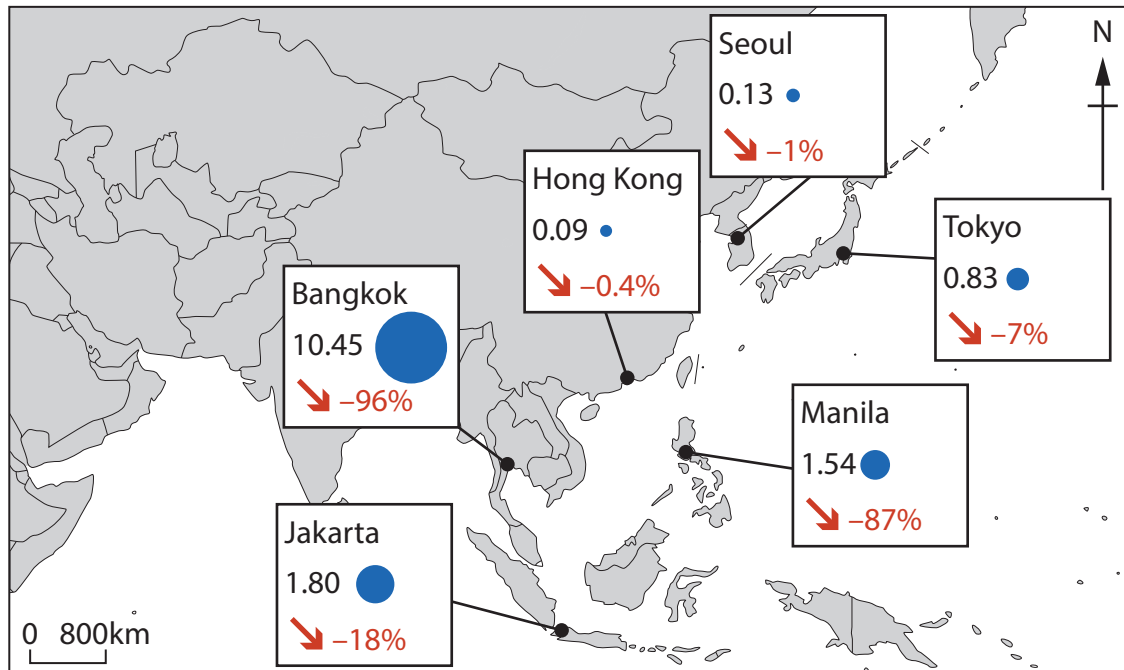 Seoul
0.13
–1%
N
Hong Kong
0.09
–0.4%
Tokyo
0.83
–7%
Bangkok
10.45
–96%
Manila
1.54
–87%
Jakarta
1.80
–18%
0 800km